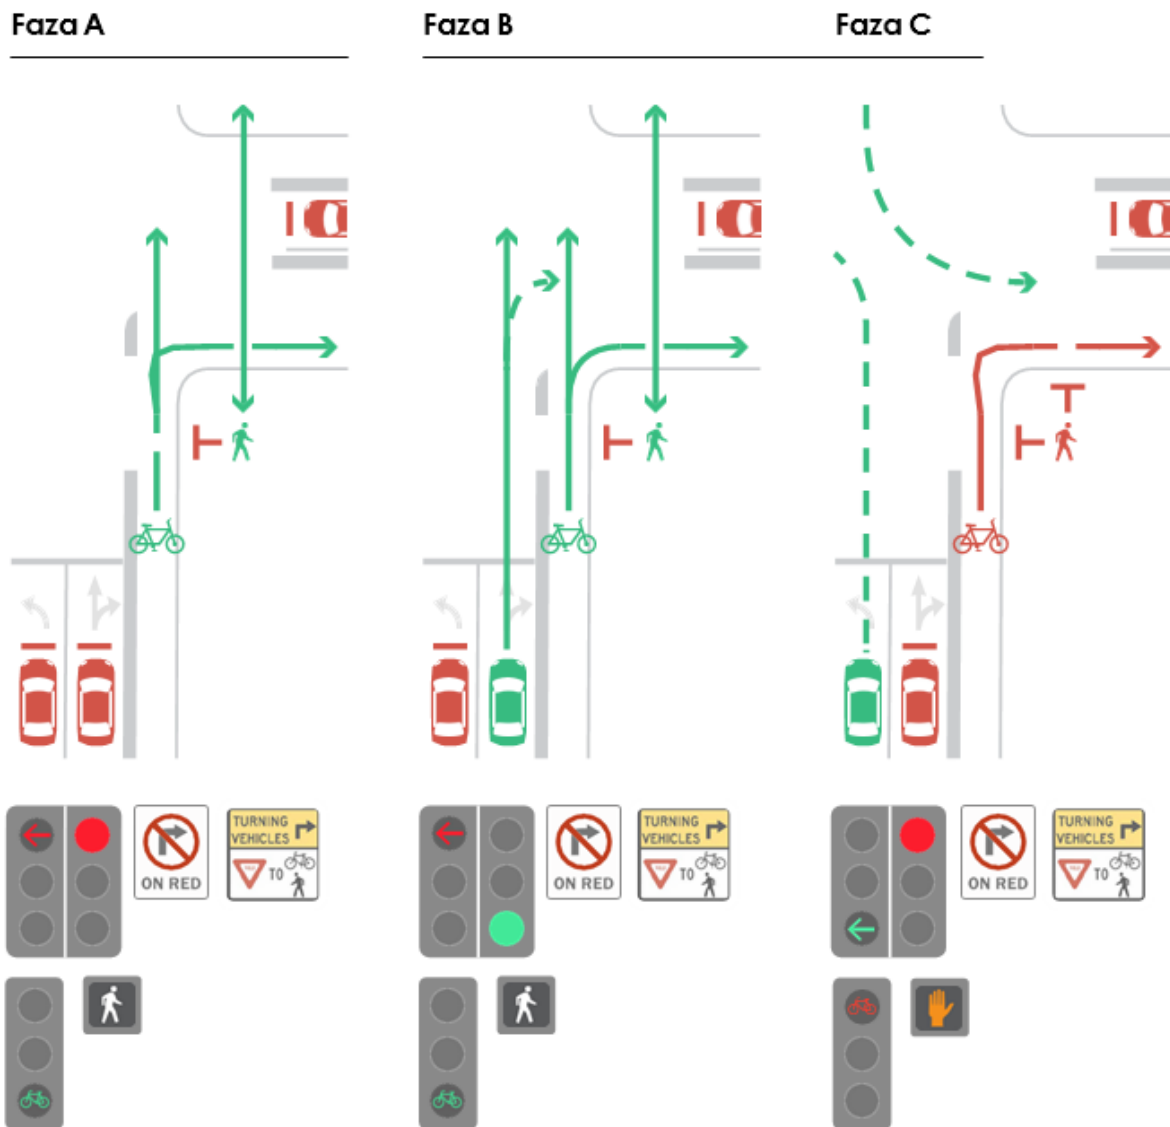 Faza A
Faza B
Faza C
ON RED
TURNING
VEHICLES
TO
ON RED
TURNING
VEHICLES
TO
ON RED
TURNING
VEHICLES
TO